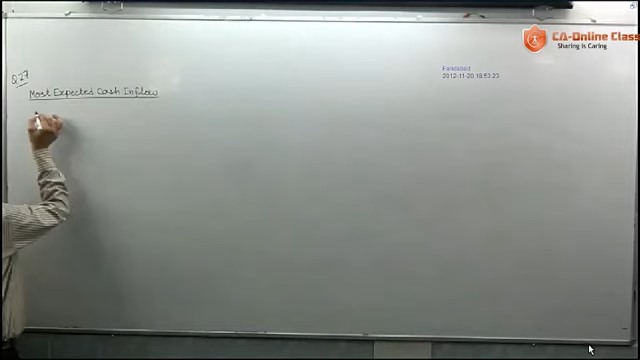 CA-Online Class
Sharing is Caring
Faridabad
2012-11-20 18:53:23
Q.27
Most Expected Cash Inflow